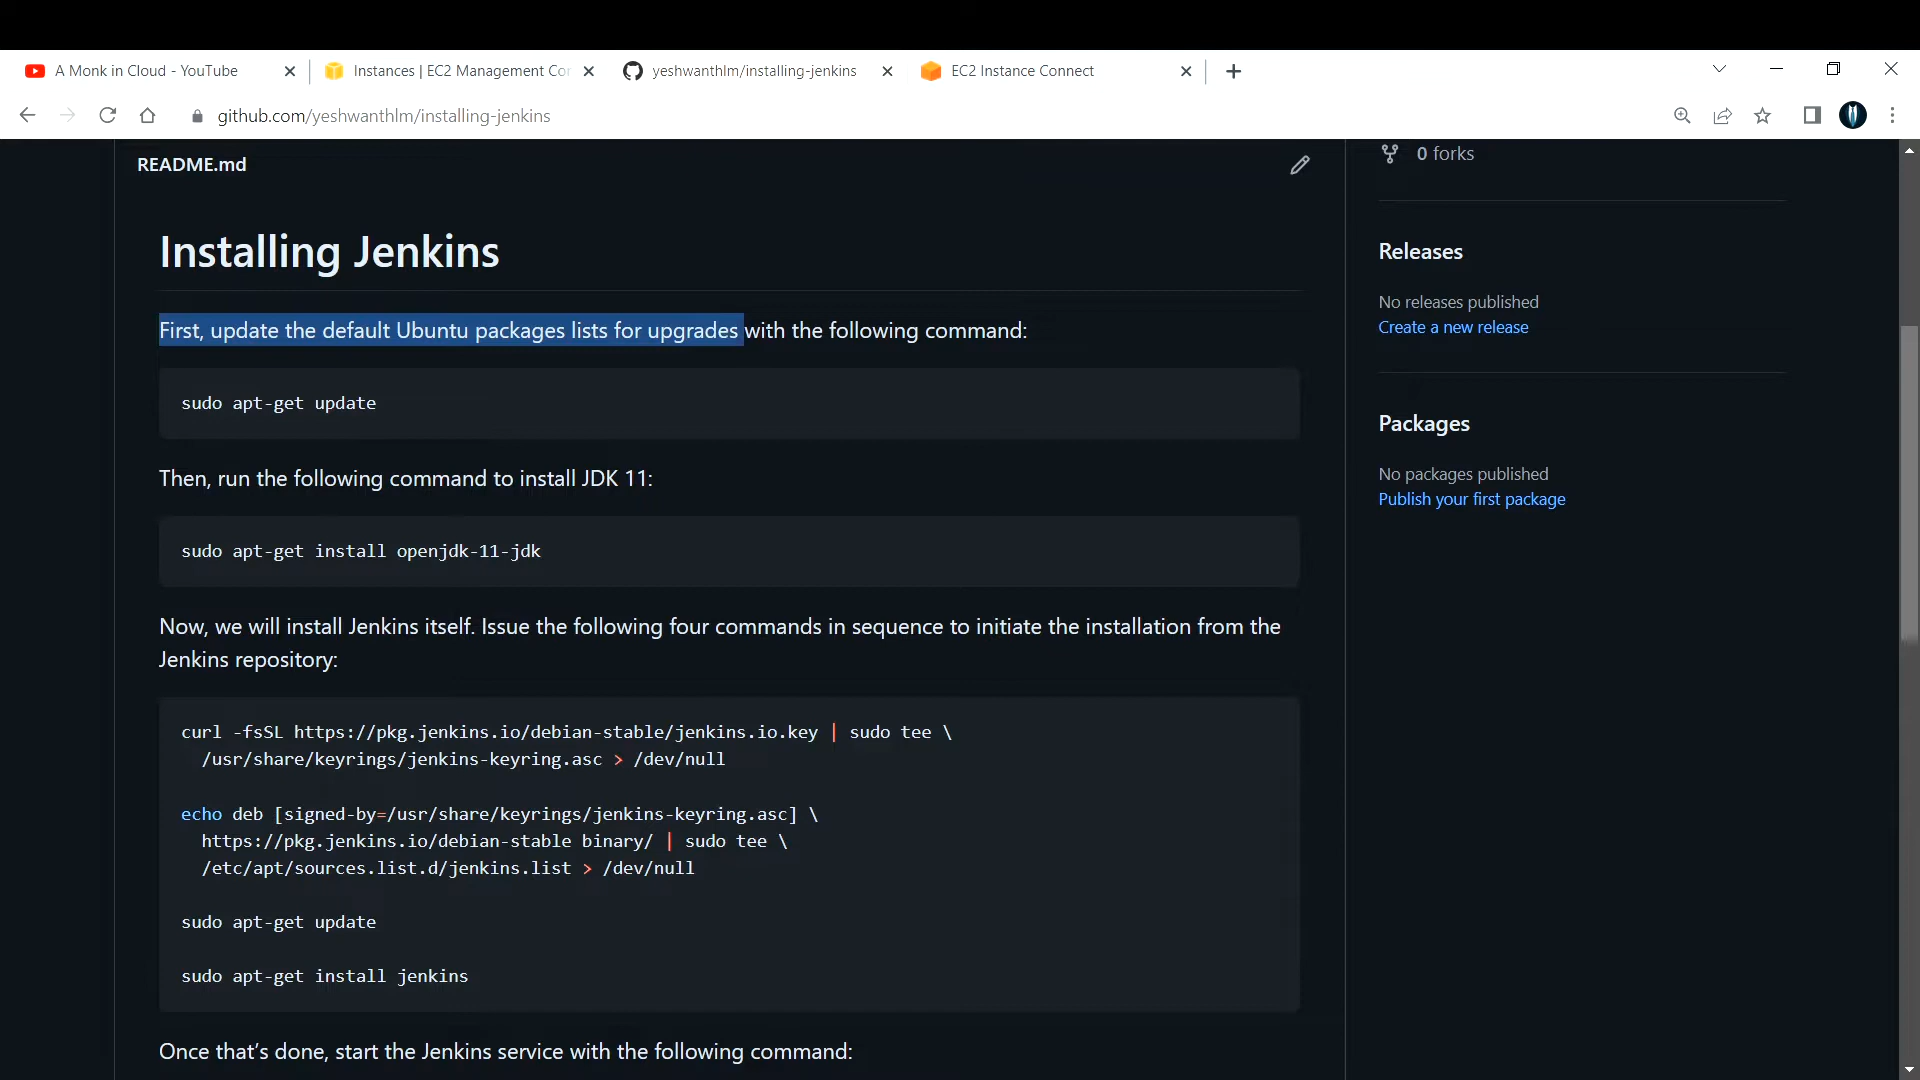 A Monk in Cloud - YouTube
Instances | EC2 Management Cor
yeshwanthlm/installing-jenkins
EC2 Instance Connect
github.com/yeshwanthlm/installing-jenkins
README.md
0 forks
Installing Jenkins
Releases
No releases published
Create a new release
First, update the default Ubuntu packages lists for upgrades with the following command:
sudo apt-get update
Packages
No packages published
Publish your first package
Then, run the following command to install JDK 11:
sudo apt-get install openjdk-11-jdk
Now, we will install Jenkins itself. Issue the following four commands in sequence to initiate the installation from the
Jenkins repository:
curl -fsSL https://pkg.jenkins.io/debian-stable/jenkins.io.key | sudo tee \
/usr/share/keyrings/jenkins-keyring.asc > /dev/null
echo deb [signed-by=/usr/share/keyrings/jenkins-keyring.asc] \
https://pkg.jenkins.io/debian-stable binary/ | sudo tee \
/etc/apt/sources.list.d/jenkins.list > /dev/null
sudo apt-get update
sudo apt-get install jenkins
Once that’s done, start the Jenkins service with the following command: